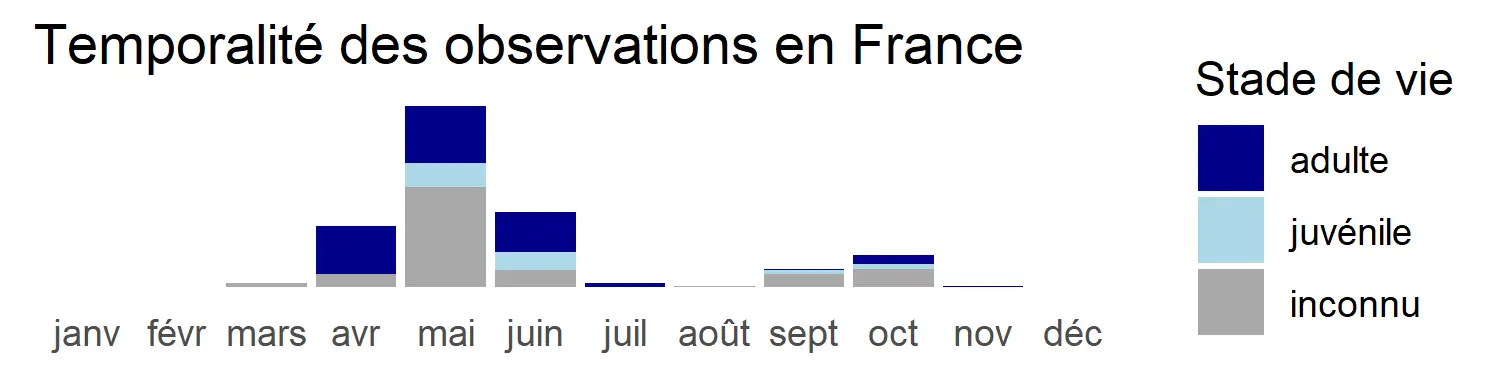 Temporalité des observations en France
Stade de vie
adulte
juvénile
inconnu
janv févr mars avr mai juin juil août sept oct nov déc